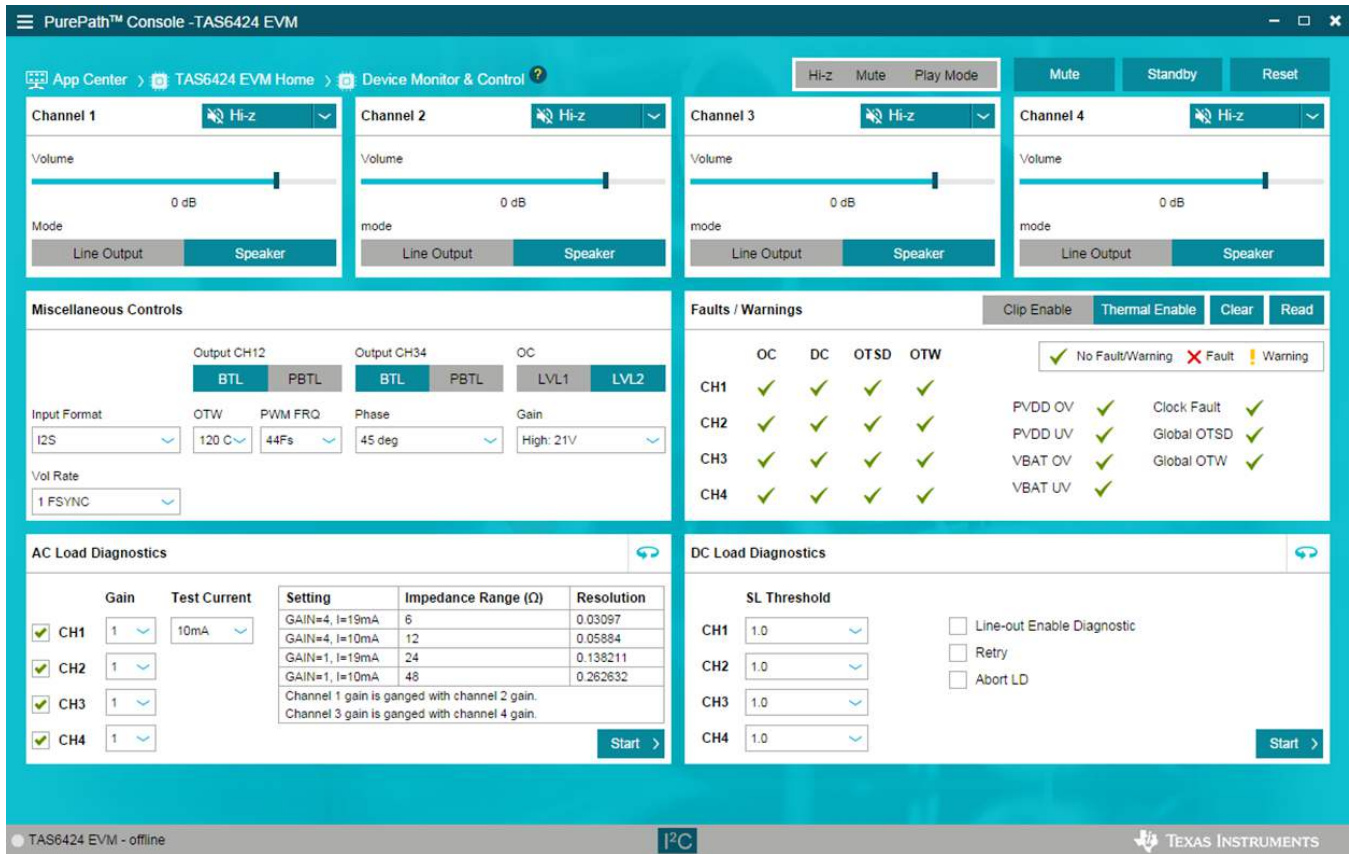 PurePath™ Console -TAS6424 EVM
App Center > TAS6424 EVM Home > Device Monitor & Control ?
Hi-z Mute Play Mode
Mute Standby Reset
Channel 1 Hi-z
Volume
0 dB
Mode
Line Output Speaker
Channel 2 Hi-z
Volume
0 dB
mode
Line Output Speaker
Channel 3 Hi-z
Volume
0 dB
mode
Line Output Speaker
Channel 4 Hi-z
Volume
0 dB
mode
Line Output Speaker
Miscellaneous Controls
Output CH12 Output CH34 OC
BTL PBTL BTL PBTL LVL1 LVL2
Input Format OTW PWM FRQ Phase Gain
I2S 120 C 44Fs 45 deg High: 21V
Vol Rate
1 FSYNC
Faults / Warnings Clip Enable Thermal Enable Clear Read
OC DC OTSD OTW
No Fault/Warning Fault Warning
CH1
CH2
CH3
CH4
PVDD OV Clock Fault
PVDD UV Global OTSD
VBAT OV Global OTW
VBAT UV
AC Load Diagnostics
Gain Test Current
CH1 1 10mA
CH2 1
CH3 1
CH4 1
Setting Impedance Range (Ω) Resolution
GAIN=4, I=19mA 6 0.03097
GAIN=4, I=10mA 12 0.05884
GAIN=1, I=19mA 24 0.138211
GAIN=1, I=10mA 48 0.262632
Channel 1 gain is ganged with channel 2 gain.
Channel 3 gain is ganged with channel 4 gain.
Start >
DC Load Diagnostics
SL Threshold
CH1 1.0
CH2 1.0
CH3 1.0
CH4 1.0
Line-out Enable Diagnostic
Retry
Abort LD
Start >
TAS6424 EVM - offline
I²C
TEXAS INSTRUMENTS